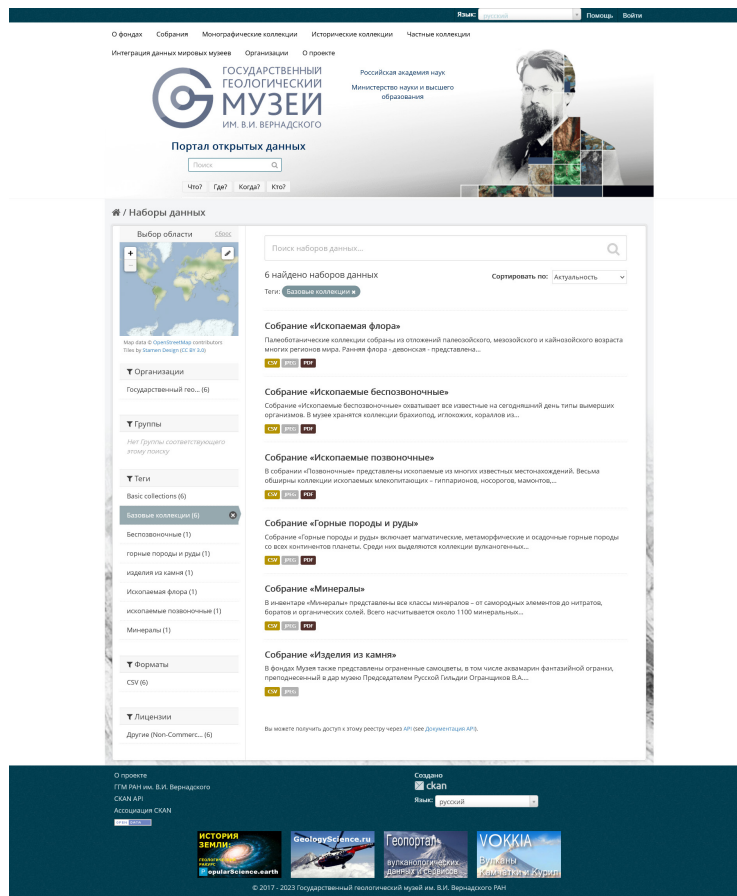 Язык: русский Помощь Войти
О фондах Собрания Монографические коллекции Исторические коллекции Частные коллекции
Интеграция данных мировых музеев Организации О проекте
ГОСУДАРСТВЕННЫЙ
ГЕОЛОГИЧЕСКИЙ
МУЗЕЙ
ИМ. В.И. ВЕРНАДСКОГО
Российская академия наук
Министерство науки и высшего
образования
Портал открытых данных
Поиск
Что? Где? Когда? Кто?
/ Наборы данных
Выбор области Сброс
+
−
Map data © OpenStreetMap contributors
Tiles by Stamen Design (CC BY 3.0)
Организации
Государственный гео... (6)
Группы
Нет Группы соответствующего
этому поиску
Теги
Basic collections (6)
Базовые коллекции (6)
Беспозвоночные (1)
горные породы и руды (1)
изделия из камня (1)
Ископаемая флора (1)
ископаемые позвоночные (1)
Минералы (1)
Форматы
CSV (6)
Лицензии
Другие (Non-Commerc... (6)
Поиск наборов данных...
6 найдено наборов данных
Сортировать по: Актуальность
Теги: Базовые коллекции ×
Собрание «Ископаемая флора»
Палеоботанические коллекции собраны из отложений палеозойского, мезозойского и кайнозойского возраста
многих регионов мира. Ранняя флора - девонская - представлена...
CSV JPEG PDF
Собрание «Ископаемые беспозвоночные»
Собрание «Ископаемые беспозвоночные» охватывает все известные на сегодняшний день типы вымерших
организмов. В музее хранятся коллекции брахиопод, иглокожих, кораллов из...
CSV JPEG PDF
Собрание «Ископаемые позвоночные»
В собрании «Позвоночные» представлены ископаемые из многих известных местонахождений. Весьма
обширны коллекции ископаемых млекопитающих – гиппарионов, носорогов, мамонтов,...
CSV JPEG PDF
Собрание «Горные породы и руды»
Собрание «Горные породы и руды» включает магматические, метаморфические и осадочные горные породы
со всех континентов планеты. Среди них выделяются коллекции вулканогенных...
CSV JPEG PDF
Собрание «Минералы»
В инвентаре «Минералы» представлены все классы минералов – от самородных элементов до нитратов,
боратов и органических солей. Всего насчитывается около 1100 минеральных...
CSV JPEG PDF
Собрание «Изделия из камня»
В фондах Музея также представлены ограненные самоцветы, в том числе аквамарин фантазийной огранки,
преподнесенный в дар музею Председателем Русской Гильдии Огранщиков В.А....
CSV JPEG
Вы можете получить доступ к этому реестру через API (see Документация API).
О проекте
ГГМ РАН им. В.И. Вернадского
CKAN API
Ассоциация CKAN
OPEN DATA
Создано
ckan
Язык: русский
ИСТОРИЯ
ЗЕМЛИ:
ГЕОЛОГИЧЕСКИЙ
РАКУРС
PopularScience.earth
GeologyScience.ru
Геопортал
вулканологических
данных и сервисов
VOKKIA
Вулканы
Камчатки и Курил
© 2017 - 2023 Государственный геологический музей им. В.И. Вернадского РАН